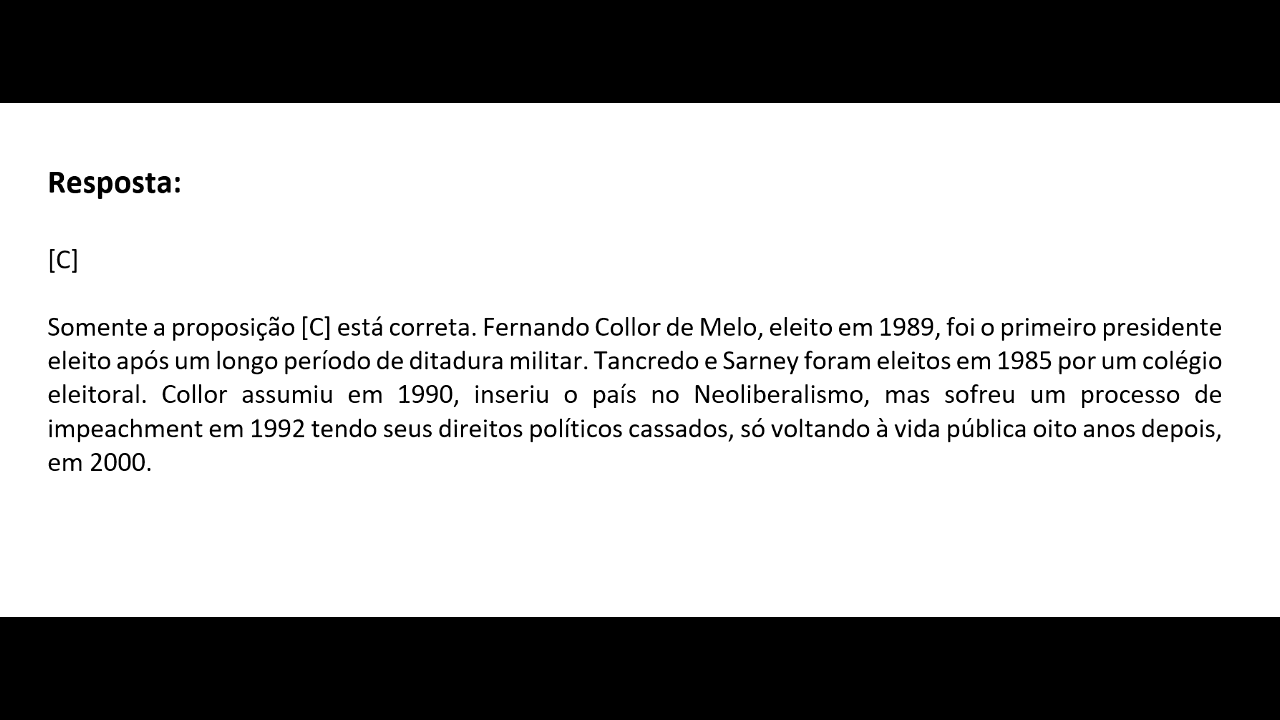 Resposta:
[C]
Somente a proposição [C] está correta. Fernando Collor de Melo, eleito em 1989, foi o primeiro presidente
eleito após um longo período de ditadura militar. Tancredo e Sarney foram eleitos em 1985 por um colégio
eleitoral. Collor assumiu em 1990, inseriu o país no Neoliberalismo, mas sofreu um processo de
impeachment em 1992 tendo seus direitos políticos cassados, só voltando à vida pública oito anos depois,
em 2000.